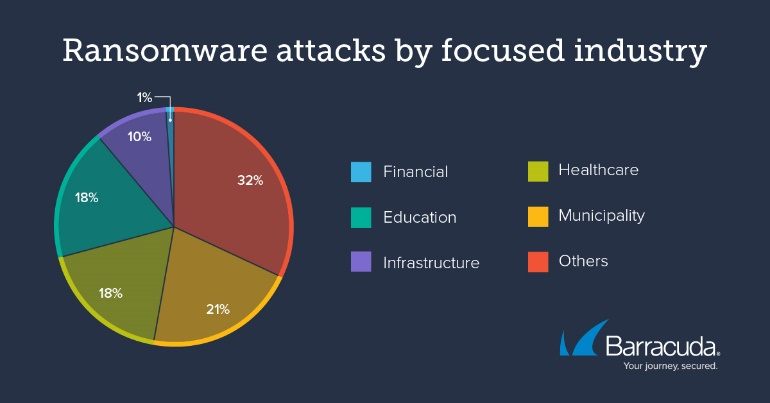 Ransomware attacks by focused industry
1%
10%
32%
18%
18%
21%
Financial
Education
Infrastructure
Healthcare
Municipality
Others
Barracuda.
Your journey, secured.